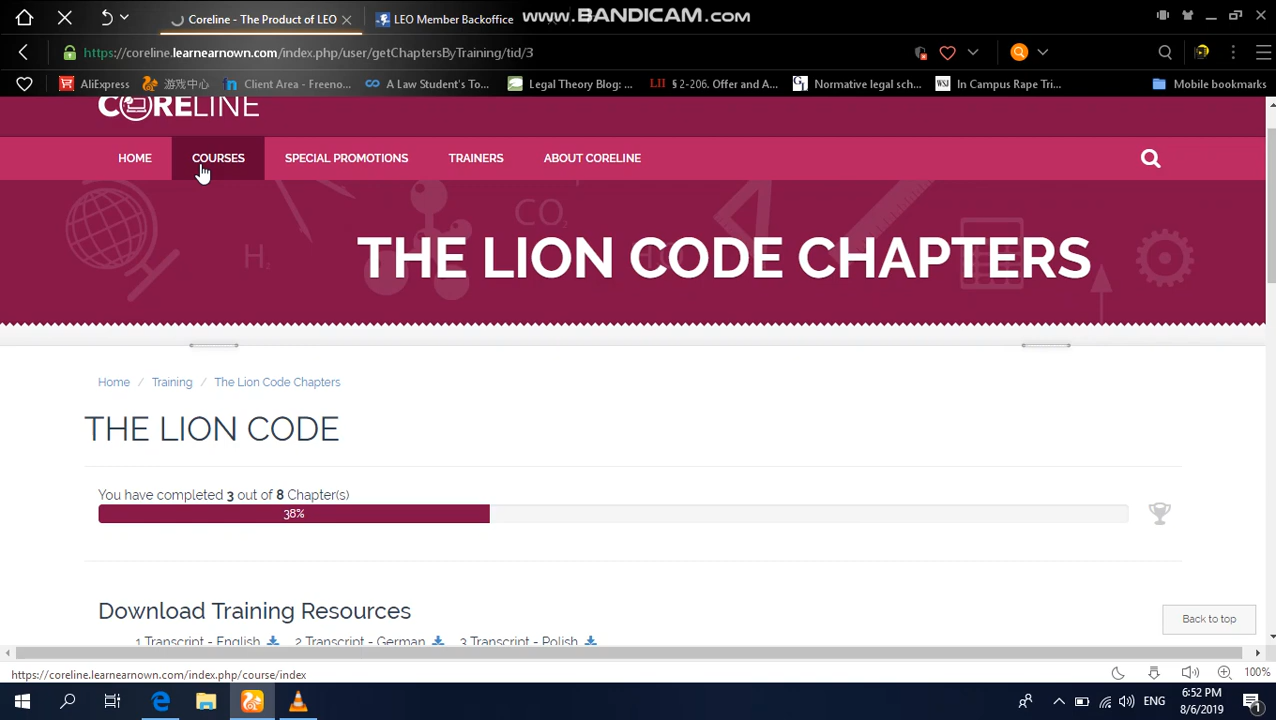 www.BANDICAM.com
Coreline - The Product of LEO
LEO Member Backoffice
https://coreline.learnearnown.com/index.php/user/getChaptersByTraining/tid/3
AliExpress
游戏中心
Client Area - Freeno...
A Law Student's To...
Legal Theory Blog: ...
LII
§ 2-206. Offer and A...
Normative legal sch...
WSJ
In Campus Rape Tri...
Mobile bookmarks
CORELINE
HOME
COURSES
SPECIAL PROMOTIONS
TRAINERS
ABOUT CORELINE
CO₂
H₂
THE LION CODE CHAPTERS
Home / Training / The Lion Code Chapters
THE LION CODE
You have completed 3 out of 8 Chapter(s)
38%
Download Training Resources
Back to top
1 Transcript - English
2 Transcript - German
3 Transcript - Polish
https://coreline.learnearnown.com/index.php/course/index
100%
ENG
6:52 PM
8/6/2019
1